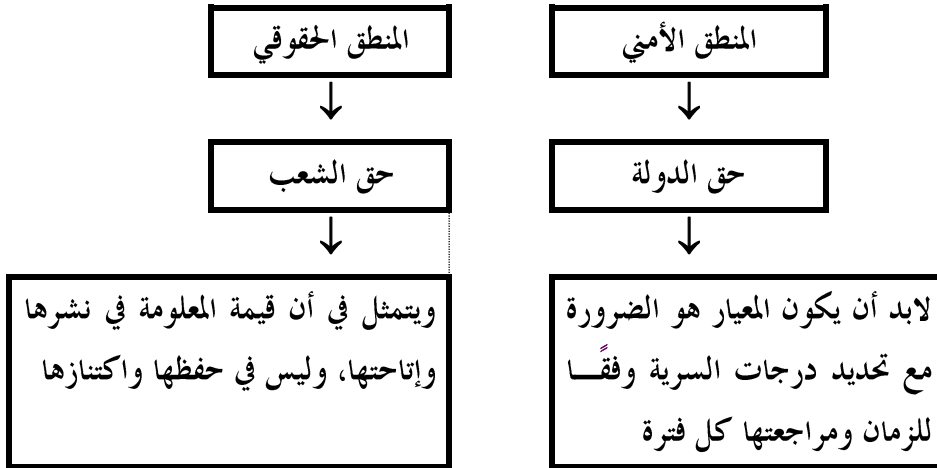 المنطق الأمني
حق الدولة
لابد أن يكون المعيار هو الضرورة
مع تحديد درجات السرية وفقـــًا
للزمان ومراجعتها كل فترة
المنطق الحقوقي
حق الشعب
ويتمثل في أن قيمة المعلومة في نشرها
وإتاحتها، وليس في حفظها واكتنازها